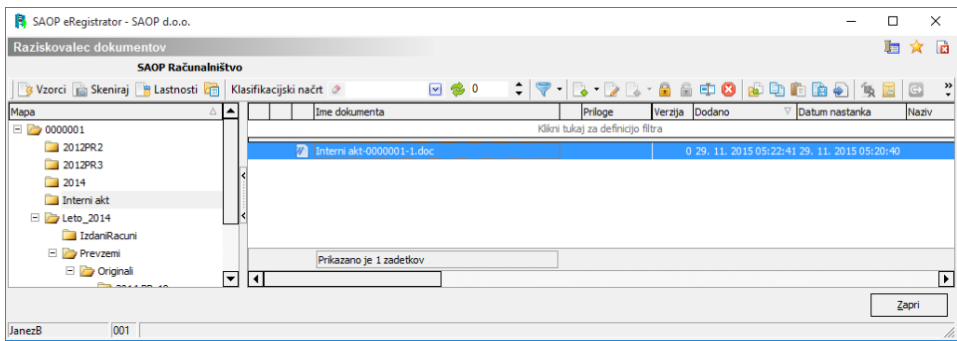 SAOP eRegistrator - SAOP d.o.o.
Raziskovalec dokumentov
SAOP Računalništvo
Vzorci Skeniraj Lastnosti Klasifikacijski načrt 0
Mapa Ime dokumenta Priloge Verzija Dodano Datum nastanka Naziv
Klikni tukaj za definicijo filtra
0000001
2012PR2
Interni akt-0000001-1.doc 0 29. 11. 2015 05:22:41 29. 11. 2015 05:20:40
2012PR3
2014
Interni akt
Leto_2014
IzdaniRacuni
Prevzemi
Prikazano je 1 zadetkov
Originali
Zapri
JanezB 001